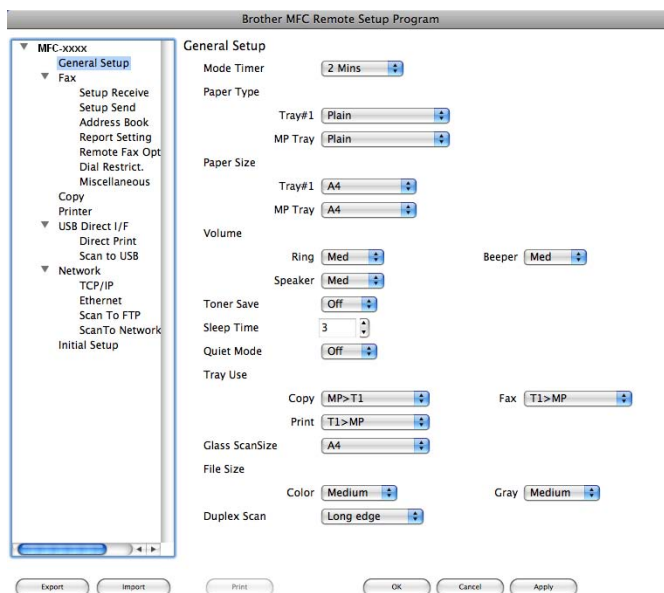 Brother MFC Remote Setup Program
MFC-xxxx
General Setup
Fax
Setup Receive
Setup Send
Address Book
Report Setting
Remote Fax Opt
Dial Restrict.
Miscellaneous
Copy
Printer
USB Direct I/F
Direct Print
Scan to USB
Network
TCP/IP
Ethernet
Scan To FTP
ScanTo Network
Initial Setup
General Setup
Mode Timer 2 Mins
Paper Type
Tray#1 Plain
MP Tray Plain
Paper Size
Tray#1 A4
MP Tray A4
Volume
Ring Med Beeper Med
Speaker Med
Toner Save Off
Sleep Time 3
Quiet Mode Off
Tray Use
Copy MP>T1 Fax T1>MP
Print T1>MP
Glass ScanSize A4
File Size
Color Medium Gray Medium
Duplex Scan Long edge
Export Import Print OK Cancel Apply